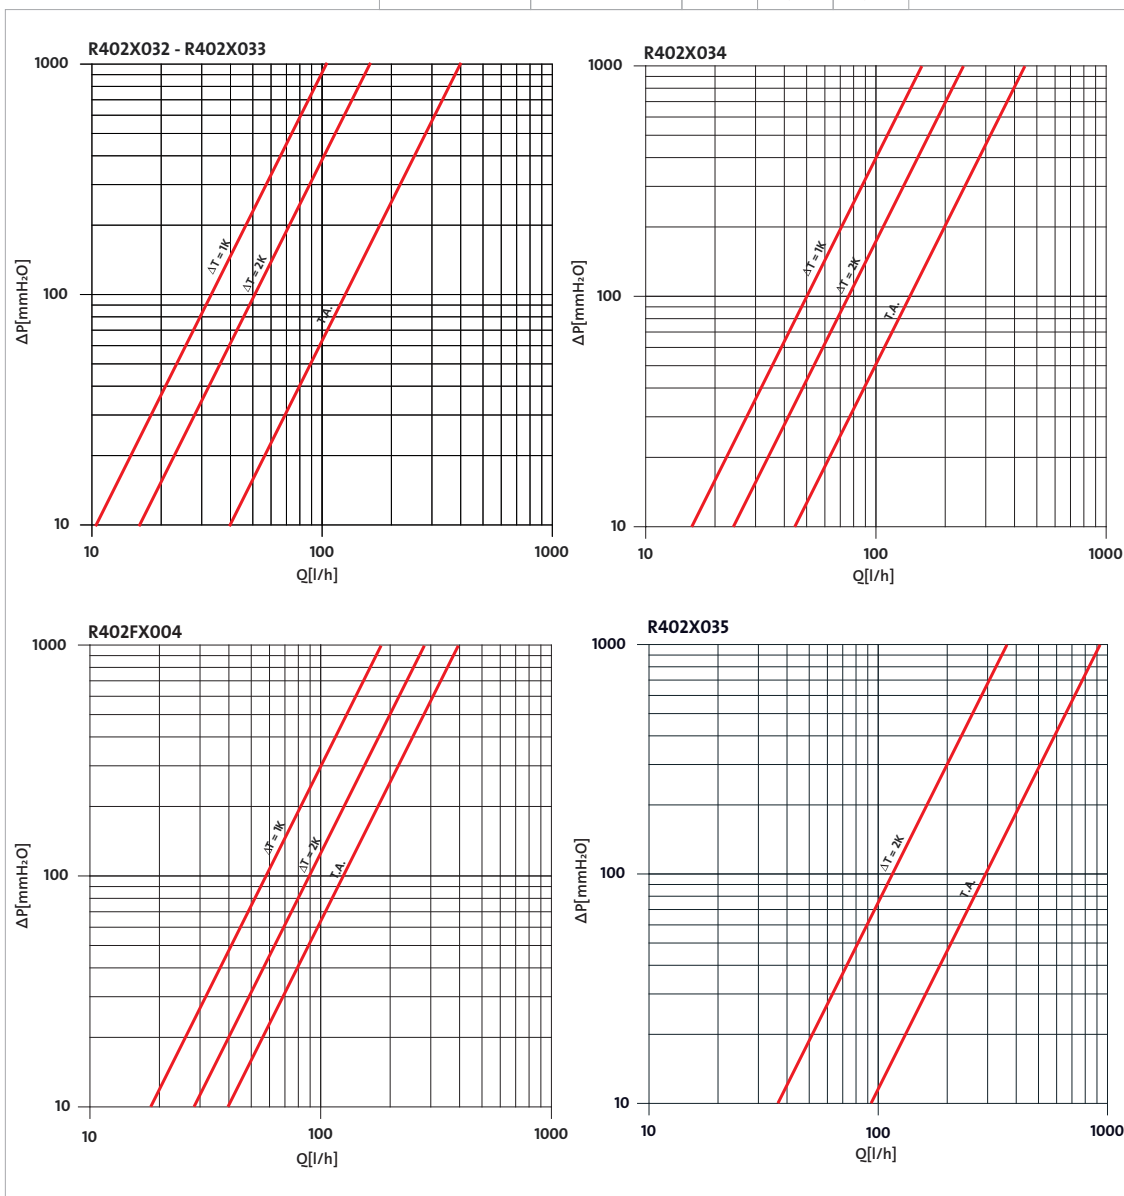 R402X032 - R402X033
1000
100
10
ΔP[mmH₂O]
ΔT = 1K
ΔT = 2K
T.A.
10
100
1000
Q[l/h]
R402X034
1000
100
10
ΔP[mmH₂O]
ΔT = 1K
ΔT = 2K
T.A.
10
100
1000
Q[l/h]
R402FX004
1000
100
10
ΔP[mmH₂O]
ΔT = 1K
ΔT = 2K
T.A.
10
100
1000
Q[l/h]
R402X035
1000
100
10
ΔP[mmH₂O]
ΔT = 2K
T.A.
10
100
1000
Q[l/h]